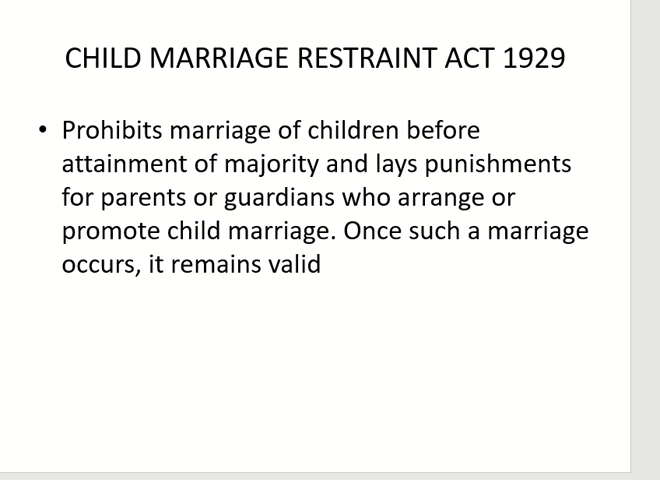 CHILD MARRIAGE RESTRAINT ACT 1929
• Prohibits marriage of children before
attainment of majority and lays punishments
for parents or guardians who arrange or
promote child marriage. Once such a marriage
occurs, it remains valid